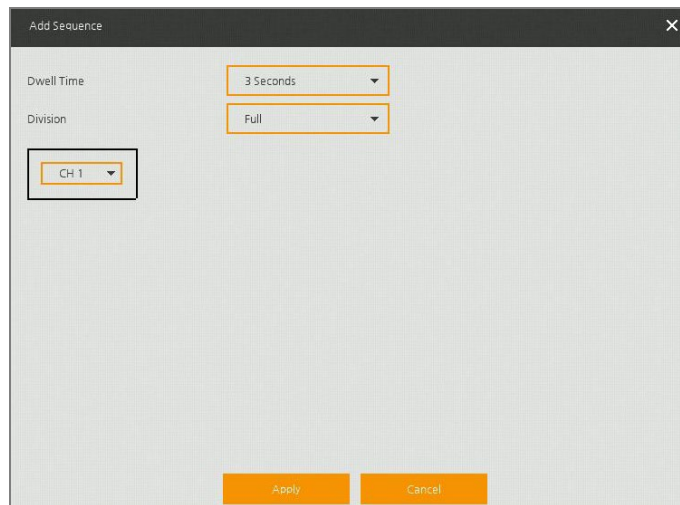 Add Sequence
Dwell Time 3 Seconds
Division Full
CH 1
Apply Cancel